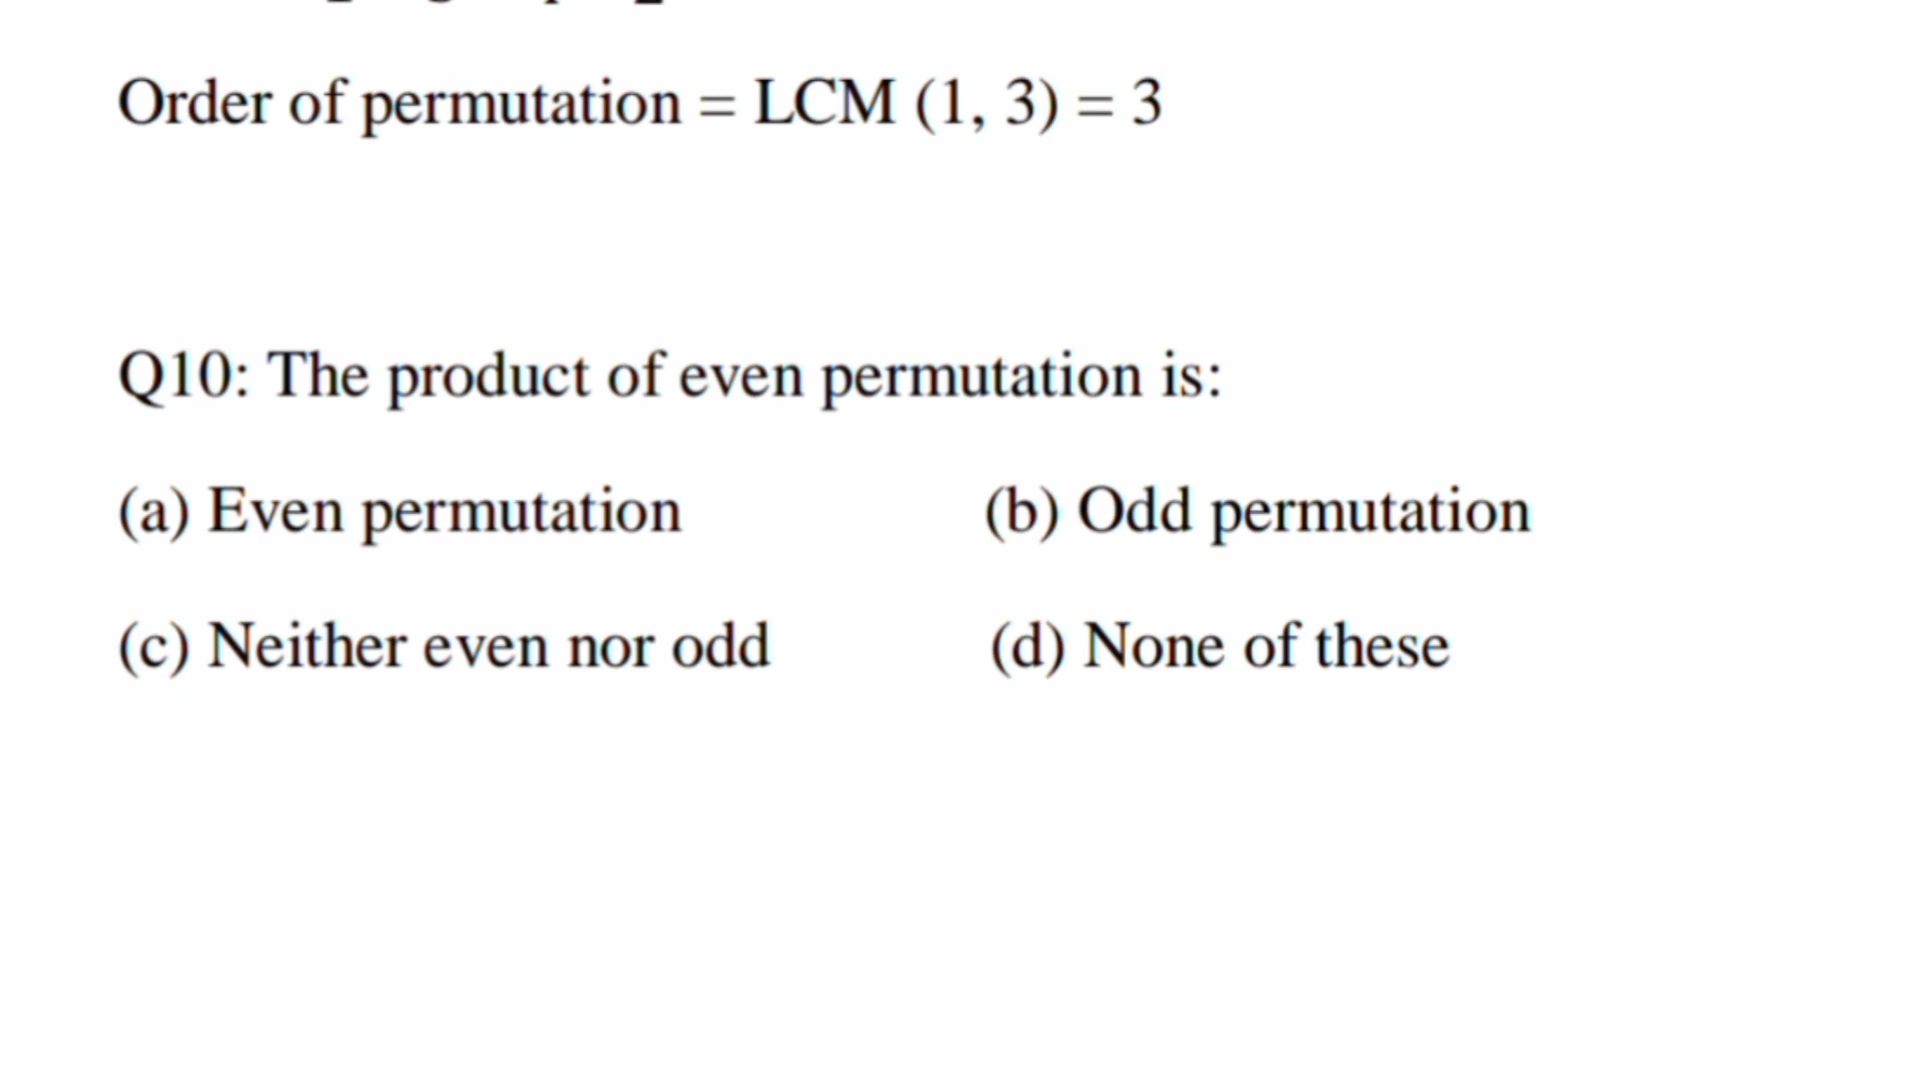 Order of permutation = LCM (1, 3) = 3
Q10: The product of even permutation is:
(a) Even permutation (b) Odd permutation
(c) Neither even nor odd (d) None of these